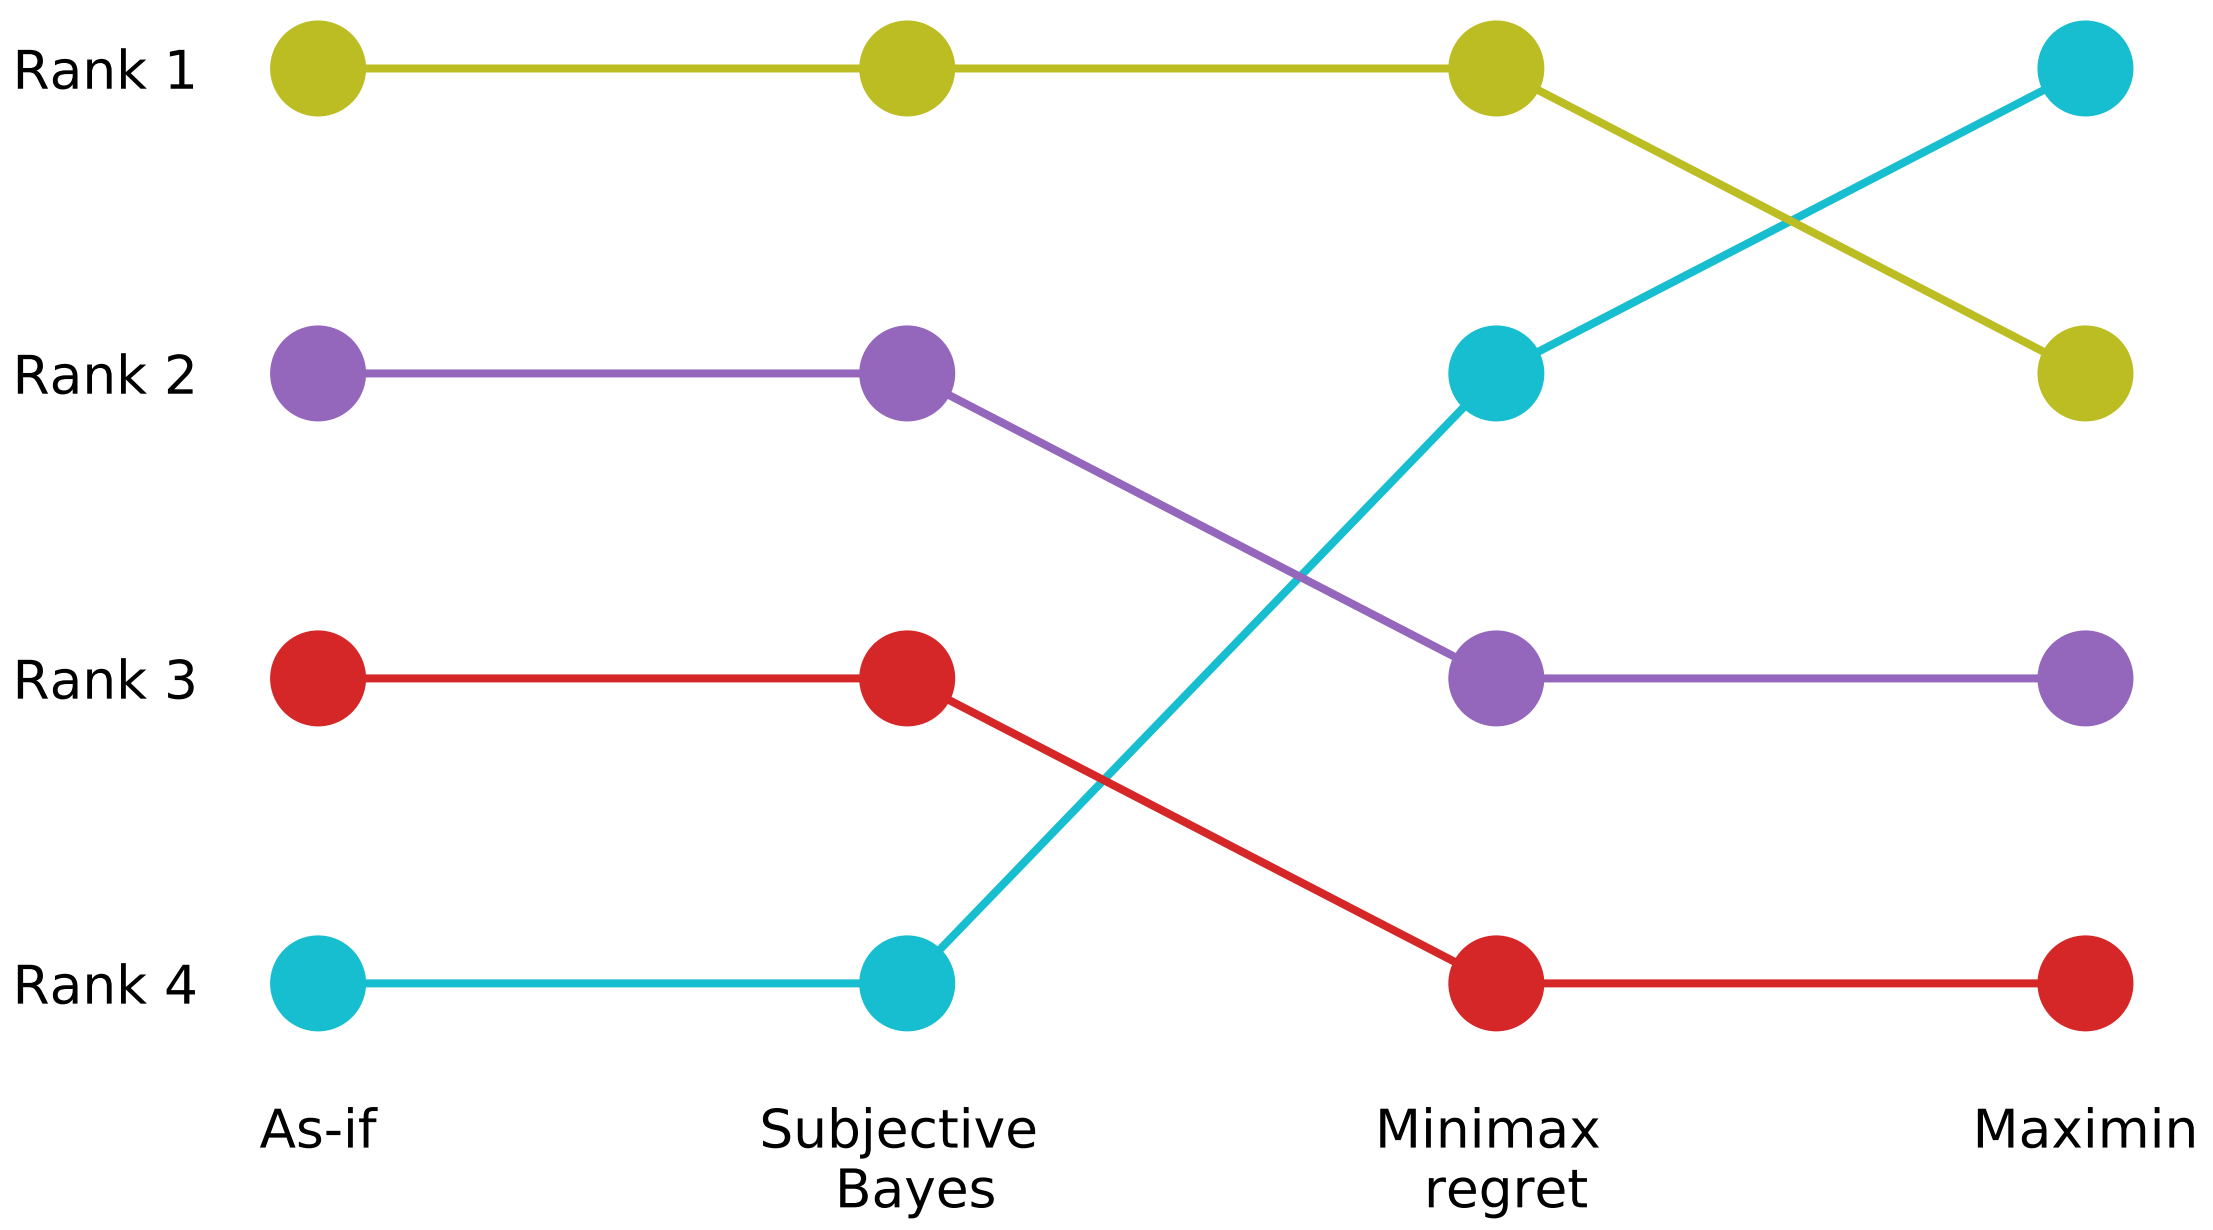 Rank 1
Rank 2
Rank 3
Rank 4
As-if
Subjective
Bayes
Minimax
regret
Maximin